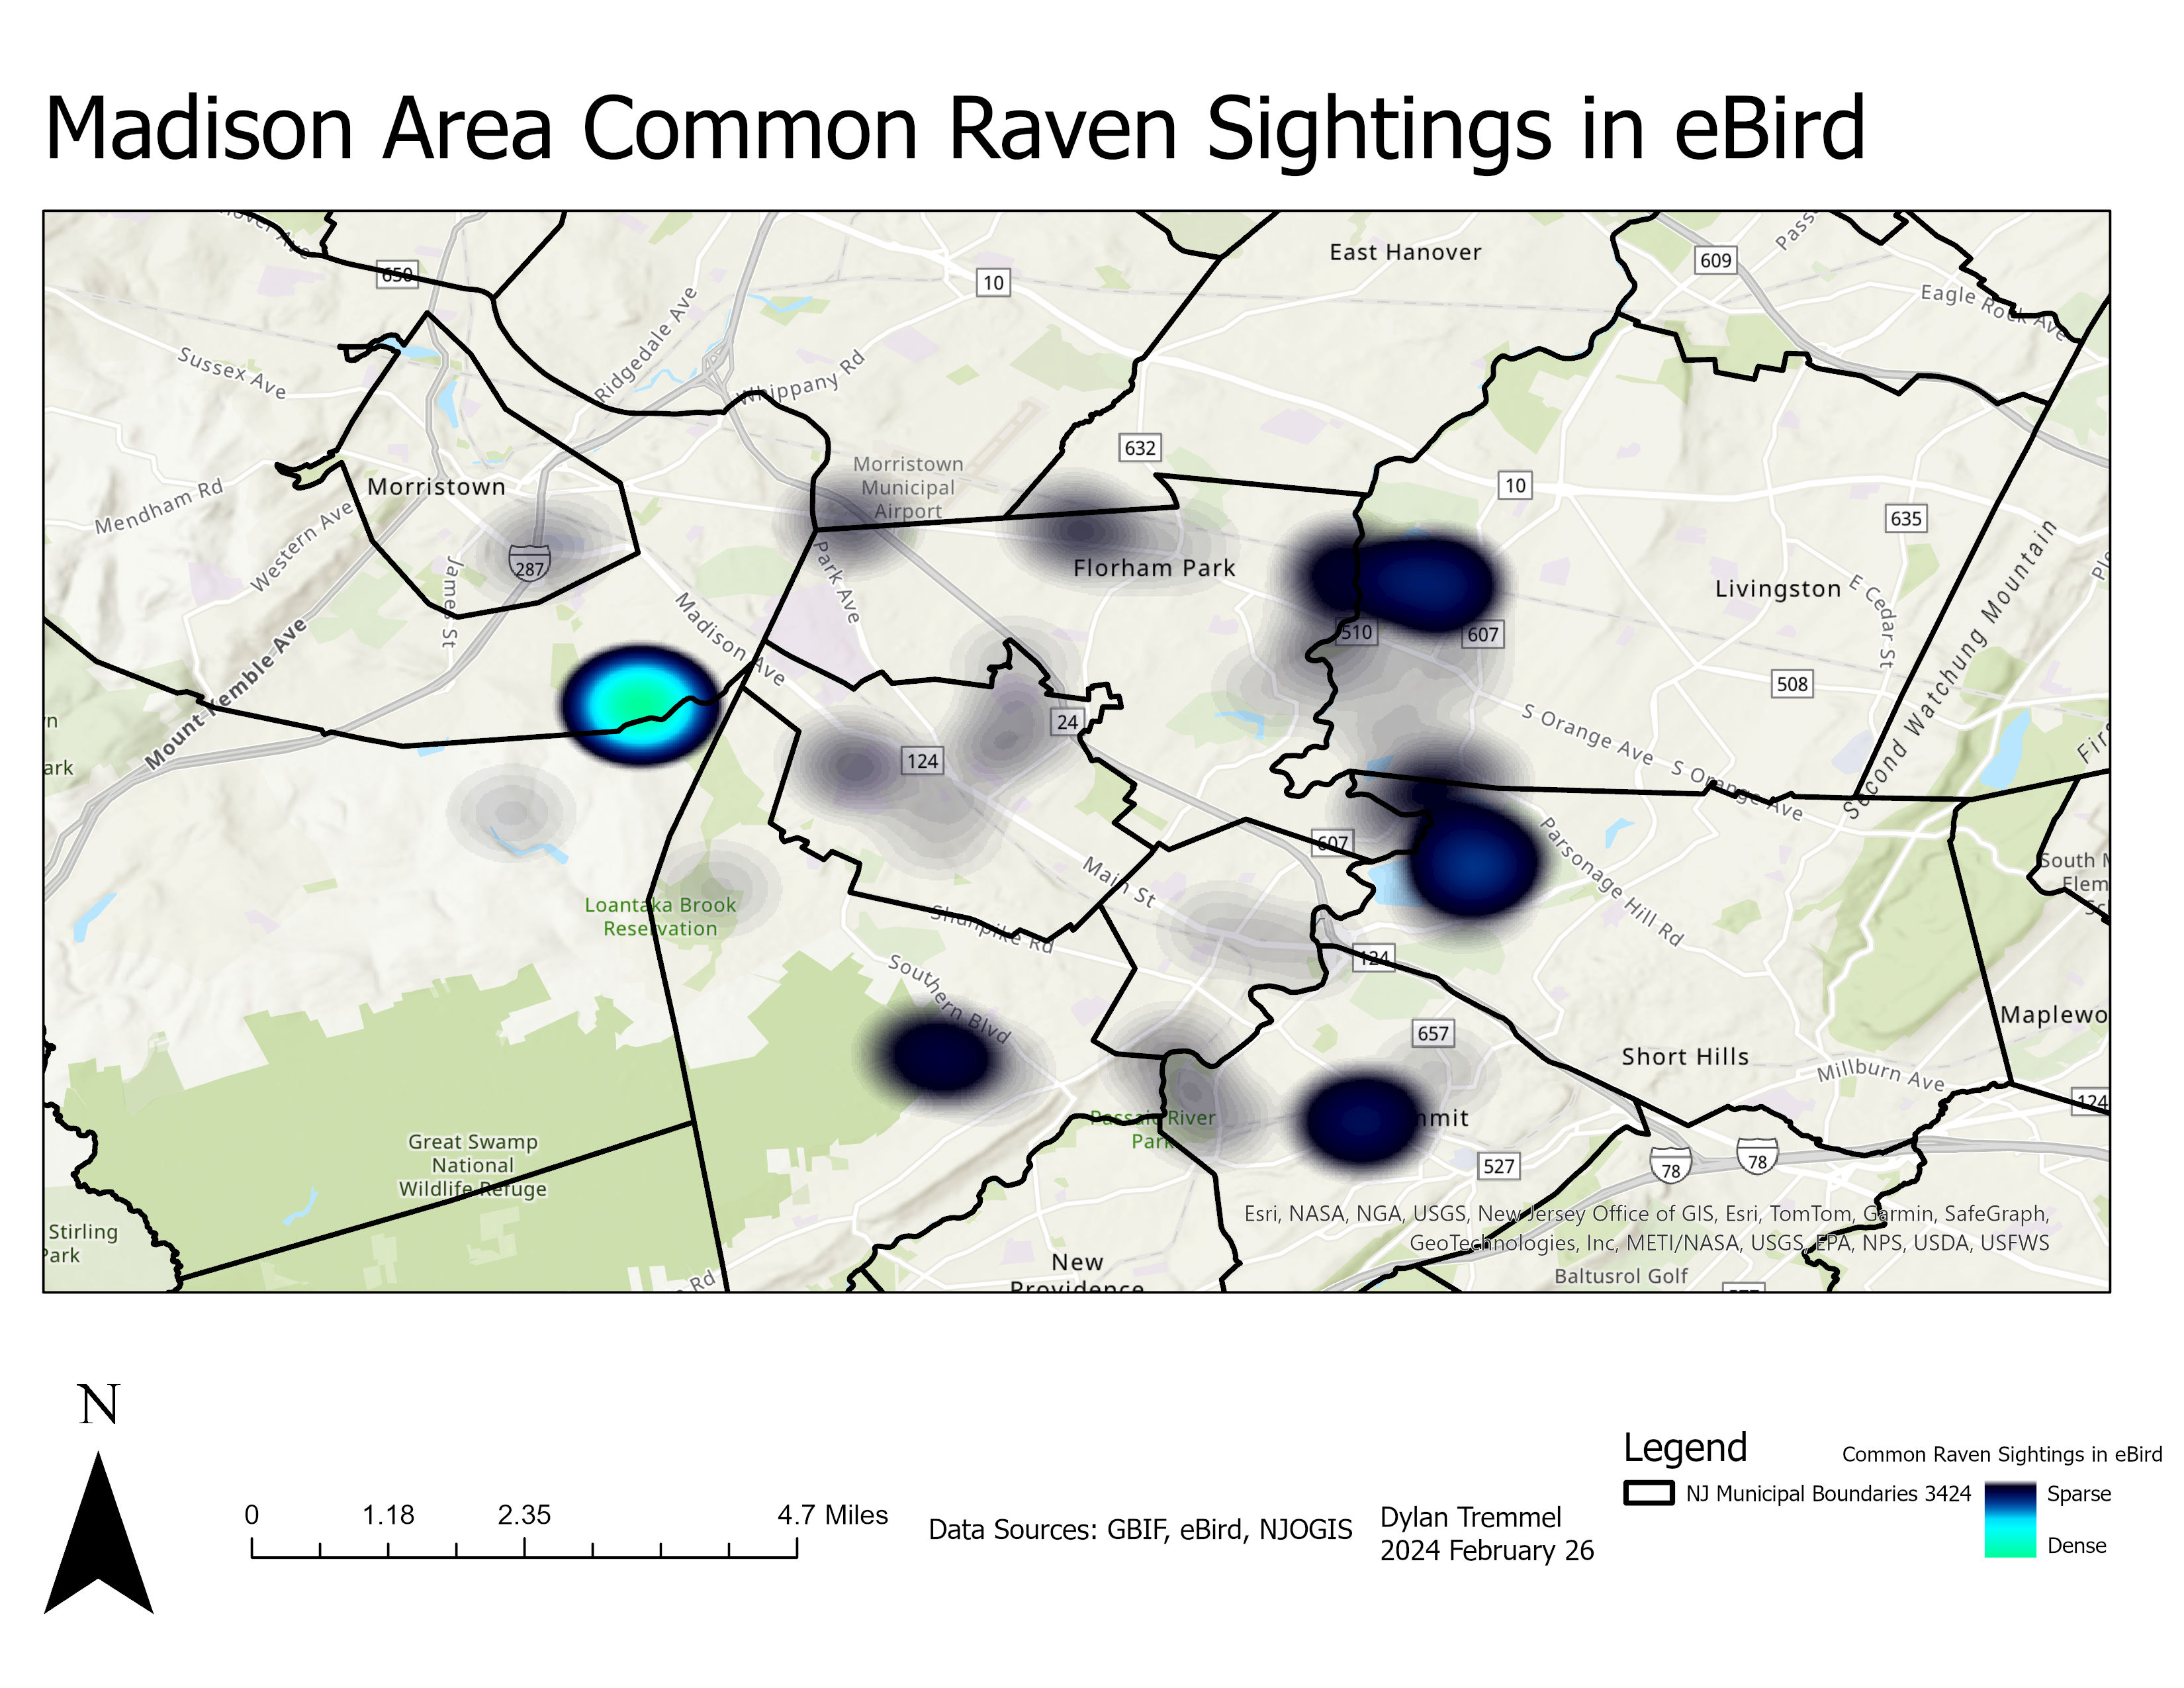 Madison Area Common Raven Sightings in eBird
650
10
East Hanover
609
Eagle Rock Ave
Sussex Ave
Ridgedale Ave
Whippany Rd
632
Morristown
Municipal
Airport
Morristown
10
635
Mendham Rd
Western Ave
287
James St
Park Ave
Florham Park
Livingston
E Cedar St
Madison Ave
510
607
508
Mount Kemble Ave
24
124
S Orange Ave
S Orange Ave
Second Watchung Mountain
607
Parsonage Hill Rd
Main St
Loantaka Brook
Reservation
Shunpike Rd
Southern Blvd
124
657
Short Hills
Millburn Ave
124
Passaic River
Park
527
78
78
Great Swamp
National
Wildlife Refuge
Stirling
Park
New
Providence
Rd
Esri, NASA, NGA, USGS, New Jersey Office of GIS, Esri, TomTom, Garmin, SafeGraph,
GeoTechnologies, Inc, METI/NASA, USGS, EPA, NPS, USDA, USFWS
Baltusrol Golf
N
0 1.18 2.35 4.7 Miles
Data Sources: GBIF, eBird, NJOGIS
Dylan Tremmel
2024 February 26
Legend
NJ Municipal Boundaries 3424
Common Raven Sightings in eBird
Sparse
Dense